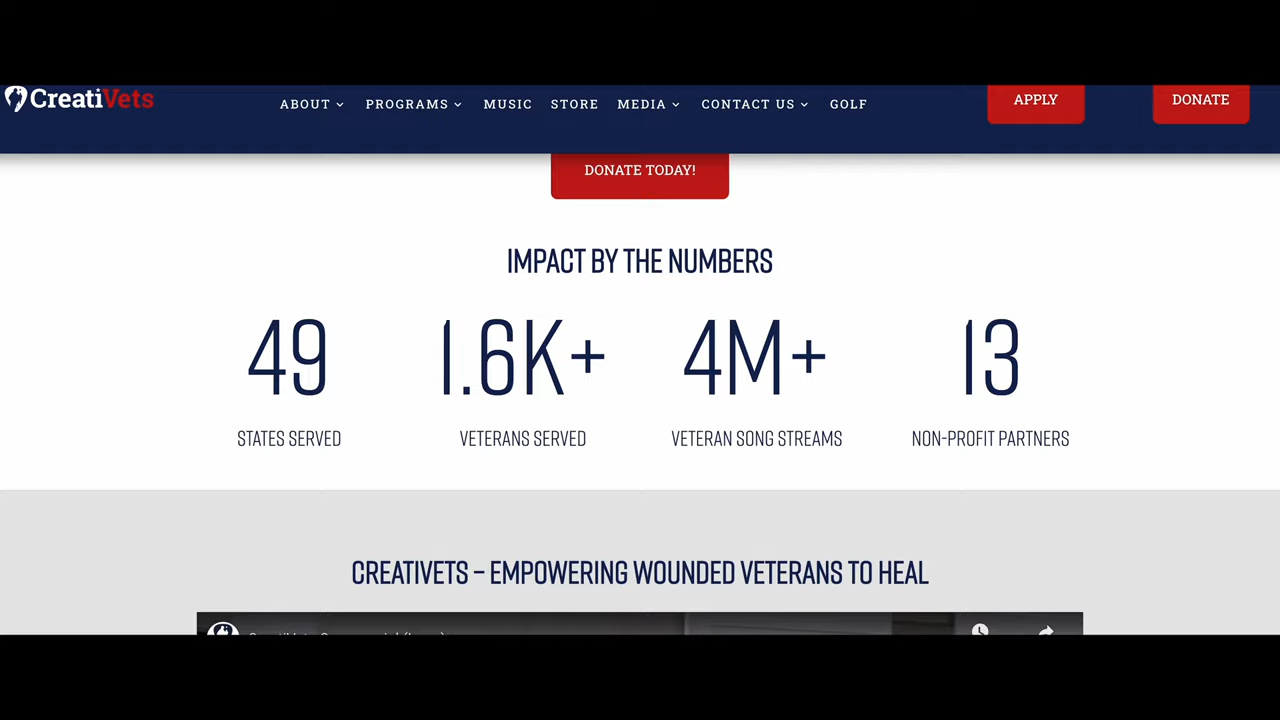 CreatiVets
ABOUT PROGRAMS MUSIC STORE MEDIA CONTACT US GOLF
APPLY
DONATE
DONATE TODAY!
IMPACT BY THE NUMBERS
49 1.6K+ 4M+ 13
STATES SERVED VETERANS SERVED VETERAN SONG STREAMS NON-PROFIT PARTNERS
CREATIVETS – EMPOWERING WOUNDED VETERANS TO HEAL